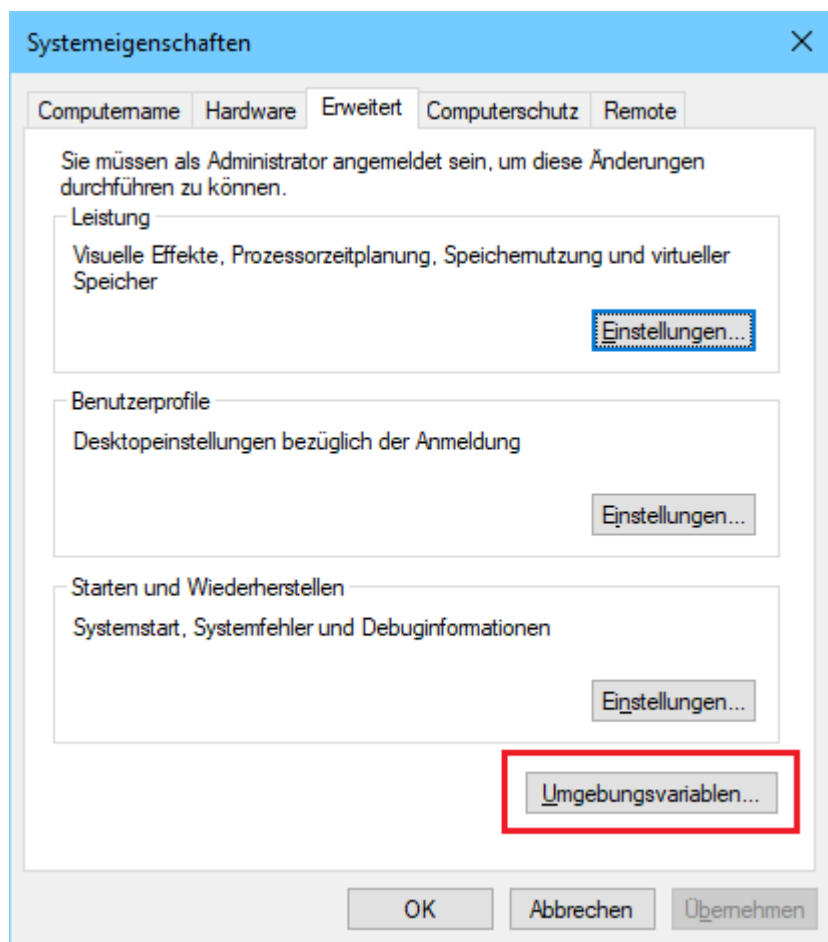 Systemeigenschaften
Computername Hardware Erweitert Computerschutz Remote
Sie müssen als Administrator angemeldet sein, um diese Änderungen
durchführen zu können.
Leistung
Visuelle Effekte, Prozessorzeitplanung, Speichernutzung und virtueller
Speicher
Einstellungen...
Benutzerprofile
Desktopeinstellungen bezüglich der Anmeldung
Einstellungen...
Starten und Wiederherstellen
Systemstart, Systemfehler und Debuginformationen
Einstellungen...
Umgebungsvariablen...
OK Abbrechen Übernehmen